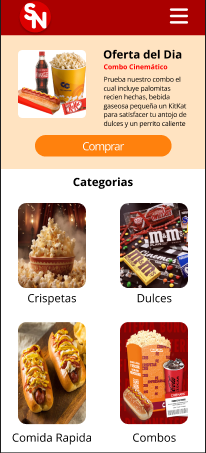 SN
Oferta del Dia
Combo Cinemático
Prueba nuestro combo el
cual incluye palomitas
recien hechas, bebida
gaseosa pequeña un KitKat
para satisfacer tu antojo de
dulces y un perrito caliente
Comprar
Categorias
m&m
Crispetas
Dulces
Comida Rapida
Combos